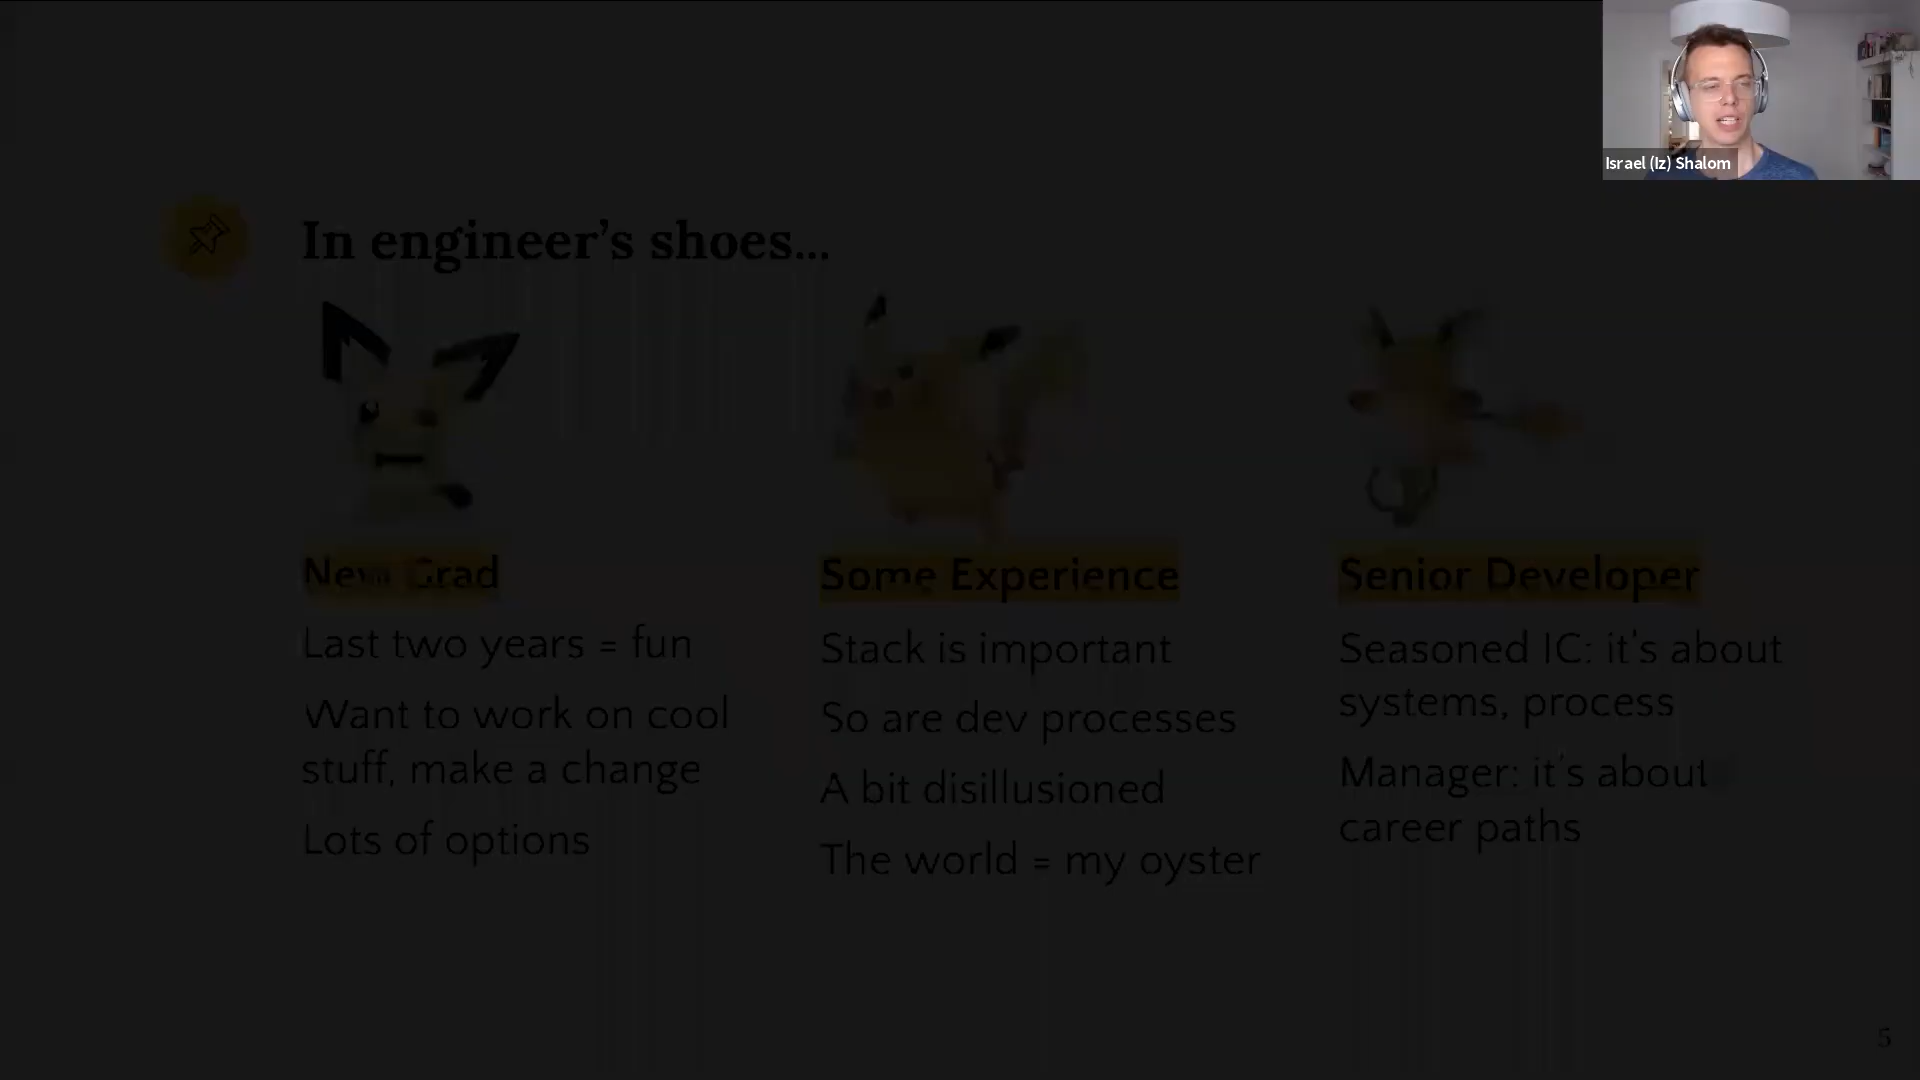 Israel (Iz) Shalom
In engineer's shoes...
New Grad
Last two years = fun
Want to work on cool
stuff, make a change
Lots of options
Some Experience
Stack is important
So are dev processes
A bit disillusioned
The world = my oyster
Senior Developer
Seasoned IC: it's about
systems, process
Manager: it's about
career paths
5